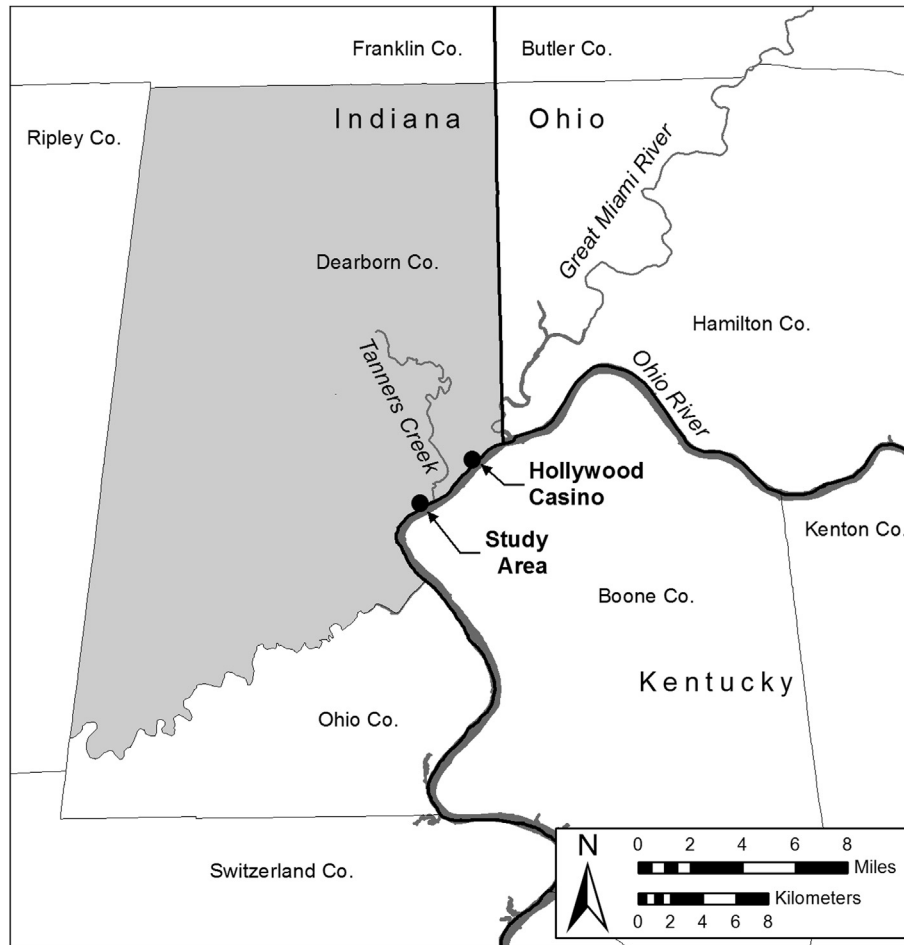 Franklin Co.
Butler Co.
Indiana
Ohio
Ripley Co.
Great Miami River
Dearborn Co.
Hamilton Co.
Tanners Creek
Ohio River
Hollywood
Casino
Study
Area
Kenton Co.
Boone Co.
Kentucky
Ohio Co.
Switzerland Co.
N
0 2 4 6 8
Miles
Kilometers
0 2 4 6 8